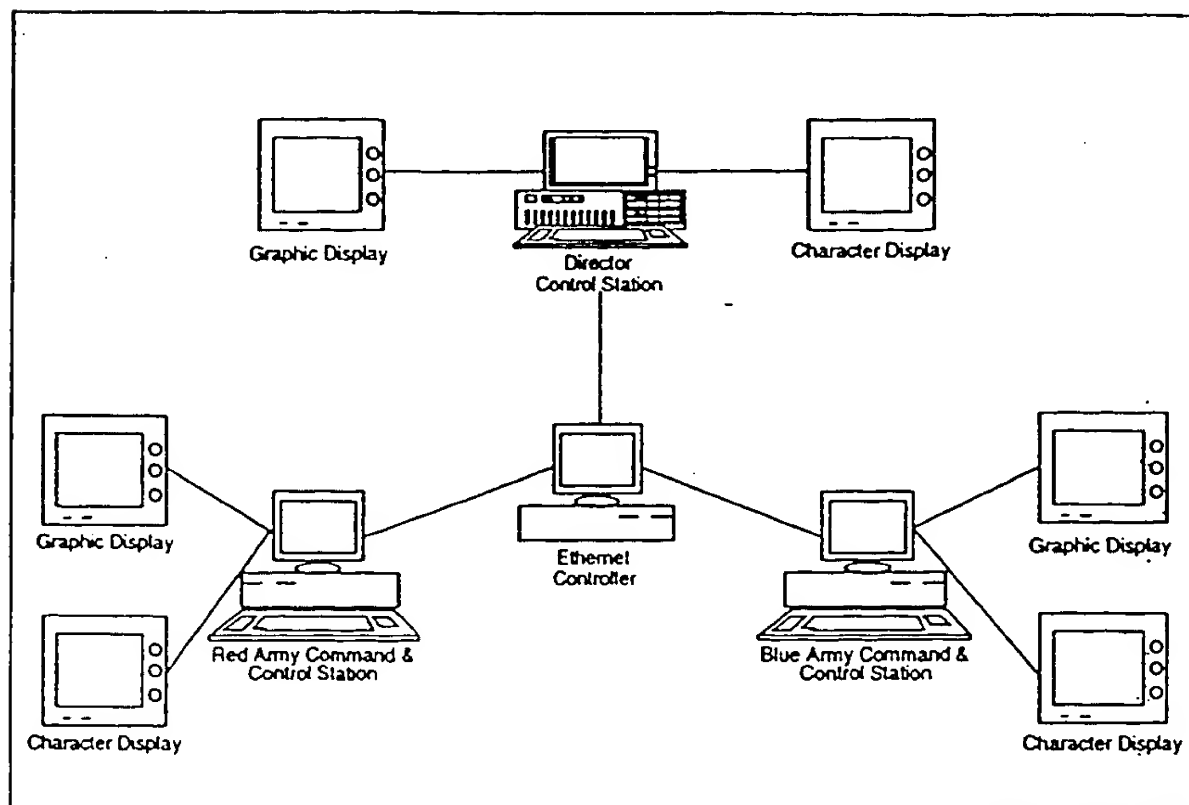 Graphic Display
Director
Control Station
Character Display
Graphic Display
Ethernet
Controller
Graphic Display
Red Army Command &
Control Station
Blue Army Command &
Control Station
Character Display
Character Display